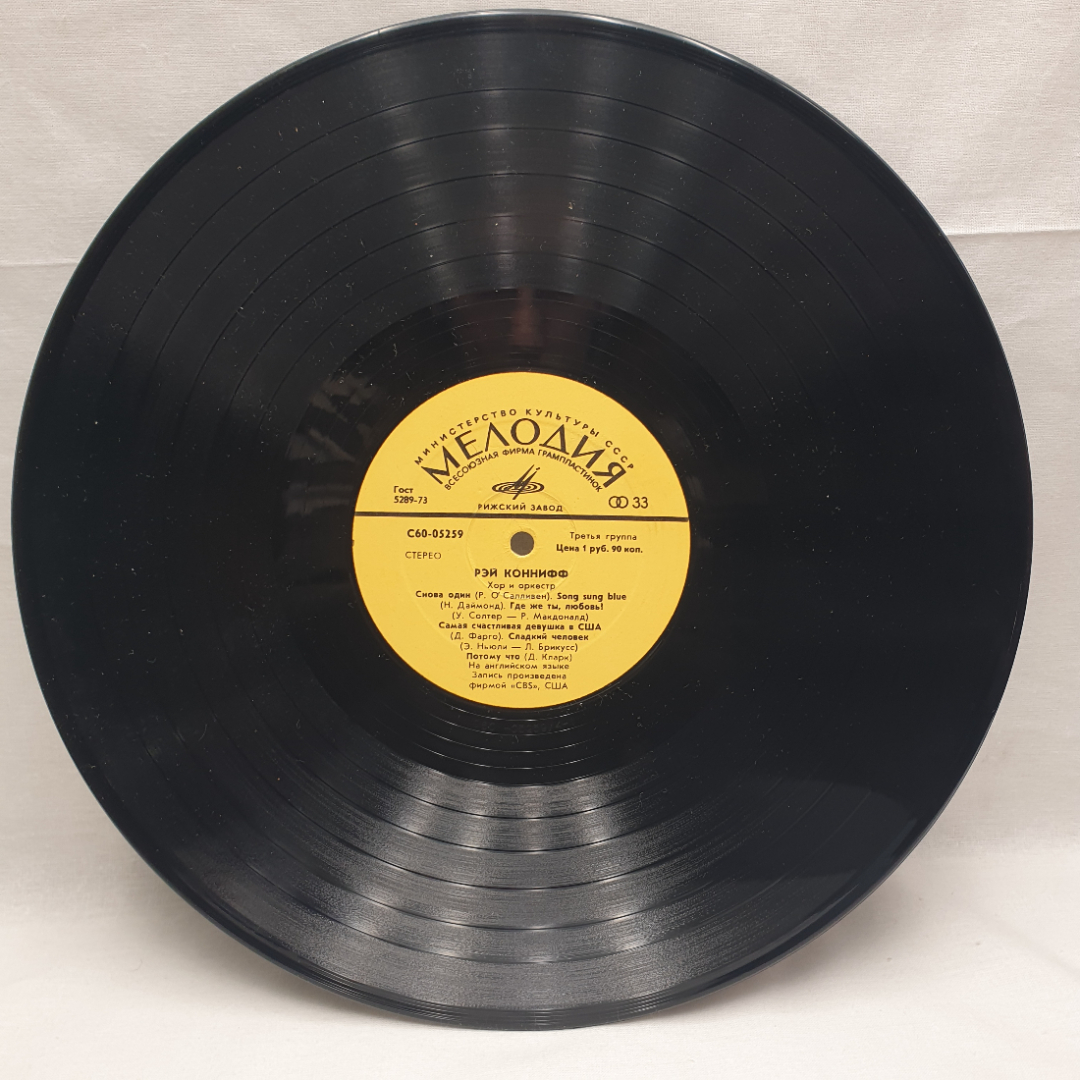 МИНИСТЕРСТВО КУЛЬТУРЫ СССР
МЕЛОДИЯ
ВСЕСОЮЗНАЯ ФИРМА ГРАМПЛАСТИНОК
Гост
5289-73
33
РИЖСКИЙ ЗАВОД
С60-05259
Третья группа
СТЕРЕО
Цена 1 руб. 90 коп.
РЭЙ КОННИФФ
Хор и оркестр
Снова один (Р. О'Салливен). Song sung blue
(Н. Даймонд). Где же ты, любовь!
(У. Солтер — Р. Макдоналд)
Самая счастливая девушка в США
(Д. Фарго). Сладкий человек
(Э. Ньюли — Л. Брикусс)
Потому что (Д. Кларк)
На английском языке
Запись произведена
фирмой «CBS», США